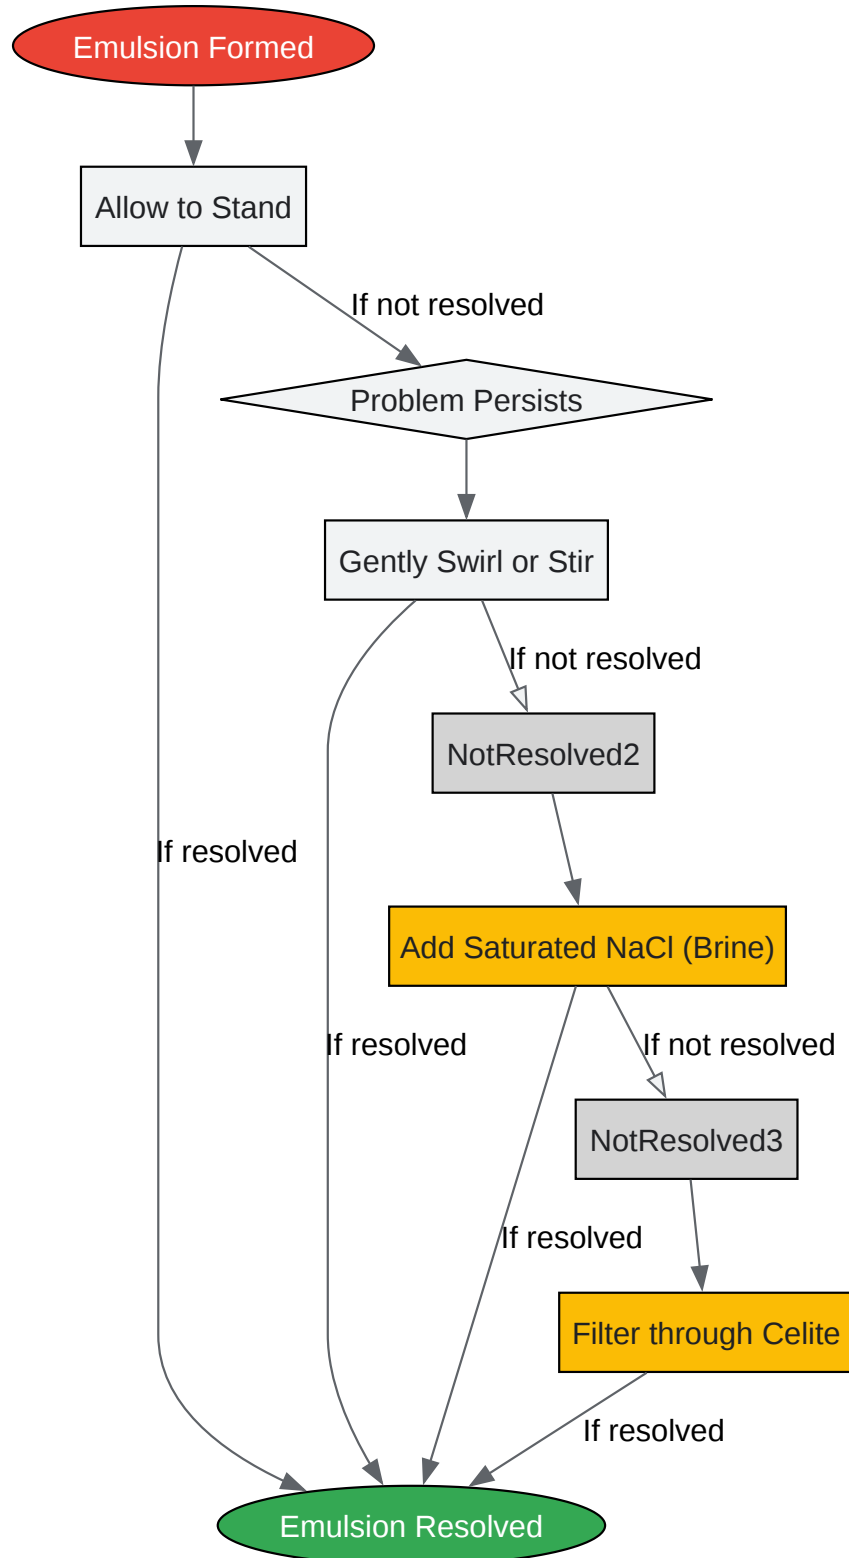 Emulsion Formed
Allow to Stand
If not resolved
Problem Persists
Gently Swirl or Stir
If not resolved
NotResolved2
If resolved
Add Saturated NaCl (Brine)
If resolved
If not resolved
NotResolved3
If resolved
Filter through Celite
If resolved
Emulsion Resolved